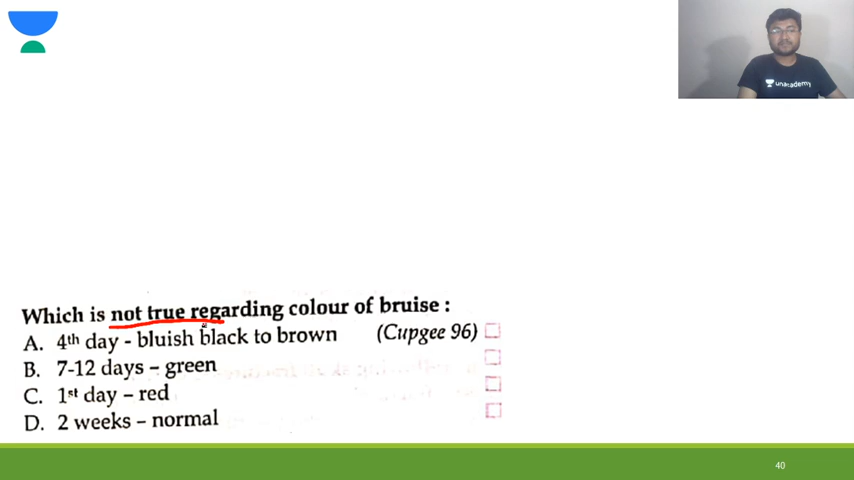 unacademy
Which is not true regarding colour of bruise :
A. 4th day - bluish black to brown (Cupgee 96)
B. 7-12 days – green
C. 1st day – red
D. 2 weeks – normal
40